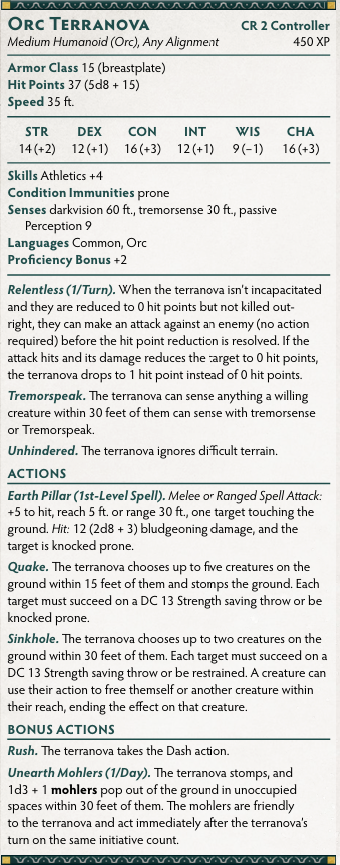 Orc Terranova CR 2 Controller
Medium Humanoid (Orc), Any Alignment 450 XP
Armor Class 15 (breastplate)
Hit Points 37 (5d8 + 15)
Speed 35 ft.
STR DEX CON INT WIS CHA
14 (+2) 12 (+1) 16 (+3) 12 (+1) 9 (−1) 16 (+3)
Skills Athletics +4
Condition Immunities prone
Senses darkvision 60 ft., tremorsense 30 ft., passive
Perception 9
Languages Common, Orc
Proficiency Bonus +2
Relentless (1/Turn). When the terranova isn't incapacitated
and they are reduced to 0 hit points but not killed out-
right, they can make an attack against an enemy (no action
required) before the hit point reduction is resolved. If the
attack hits and its damage reduces the target to 0 hit points,
the terranova drops to 1 hit point instead of 0 hit points.
Tremorspeak. The terranova can sense anything a willing
creature within 30 feet of them can sense with tremorsense
or Tremorspeak.
Unhindered. The terranova ignores difficult terrain.
Actions
Earth Pillar (1st-Level Spell). Melee or Ranged Spell Attack:
+5 to hit, reach 5 ft. or range 30 ft., one target touching the
ground. Hit: 12 (2d8 + 3) bludgeoning damage, and the
target is knocked prone.
Quake. The terranova chooses up to five creatures on the
ground within 15 feet of them and stomps the ground. Each
target must succeed on a DC 13 Strength saving throw or be
knocked prone.
Sinkhole. The terranova chooses up to two creatures on the
ground within 30 feet of them. Each target must succeed on a
DC 13 Strength saving throw or be restrained. A creature can
use their action to free themself or another creature within
their reach, ending the effect on that creature.
Bonus Actions
Rush. The terranova takes the Dash action.
Unearth Mohlers (1/Day). The terranova stomps, and
1d3 + 1 mohlers pop out of the ground in unoccupied
spaces within 30 feet of them. The mohlers are friendly
to the terranova and act immediately after the terranova's
turn on the same initiative count.